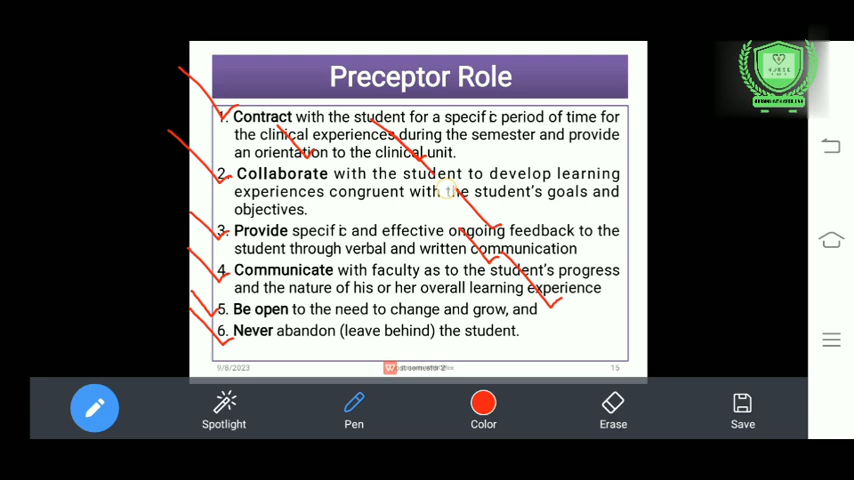 Preceptor Role
1. Contract with the student for a specific period of time for
the clinical experiences during the semester and provide
an orientation to the clinical unit.
2. Collaborate with the student to develop learning
experiences congruent with the student's goals and
objectives.
3. Provide specific and effective ongoing feedback to the
student through verbal and written communication
4. Communicate with faculty as to the student's progress
and the nature of his or her overall learning experience
5. Be open to the need to change and grow, and
6. Never abandon (leave behind) the student.
9/8/2023
15
Spotlight
Pen
Color
Erase
Save